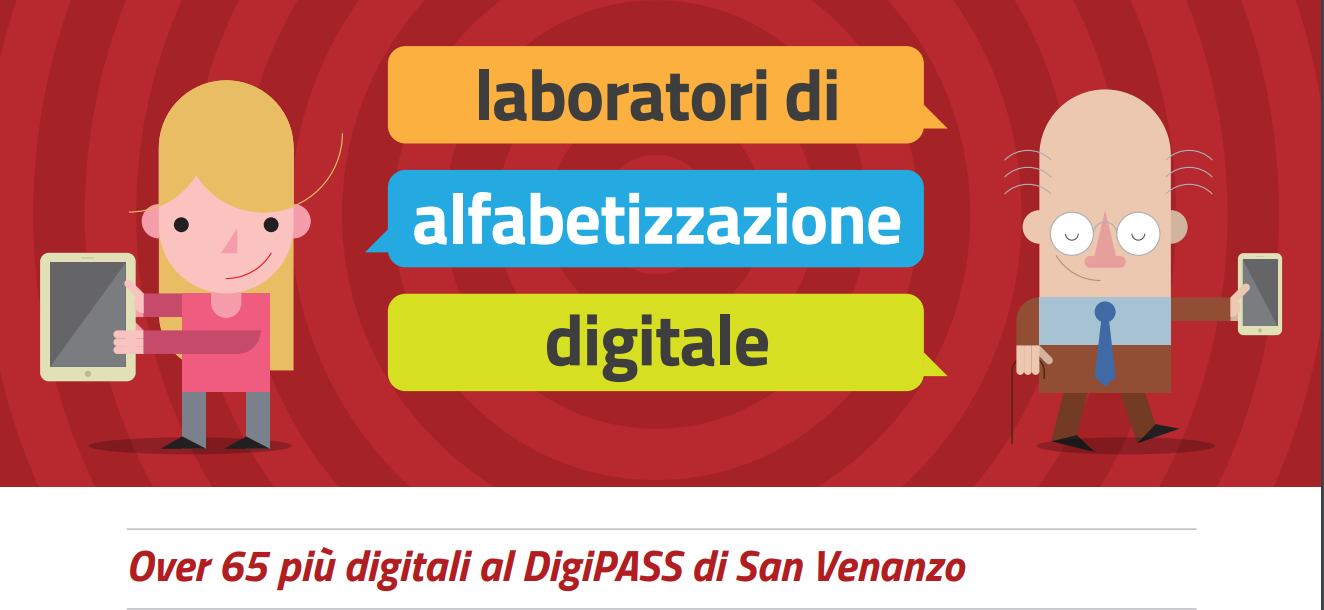 laboratori di
alfabetizzazione
digitale
Over 65 più digitali al DigiPASS di San Venanzo